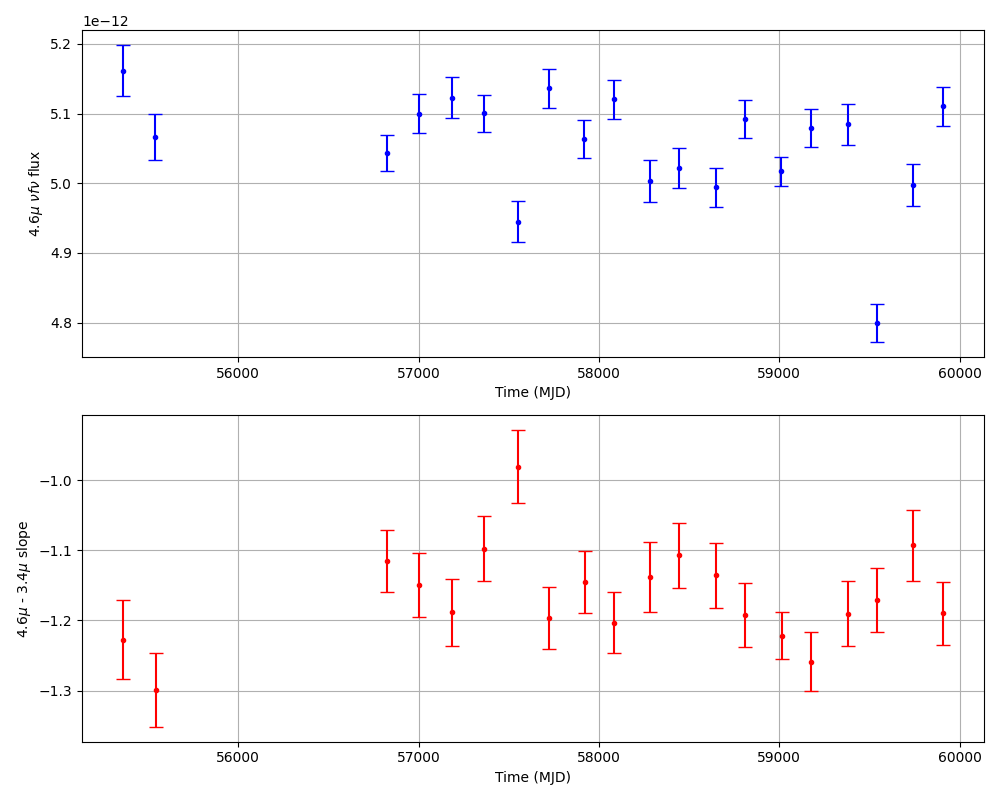 1e−12
5.2
5.1
5.0
4.9
4.8
4.6μ νfν flux
56000 57000 58000 59000 60000
Time (MJD)
−1.0
−1.1
−1.2
−1.3
4.6μ - 3.4μ slope
56000 57000 58000 59000 60000
Time (MJD)